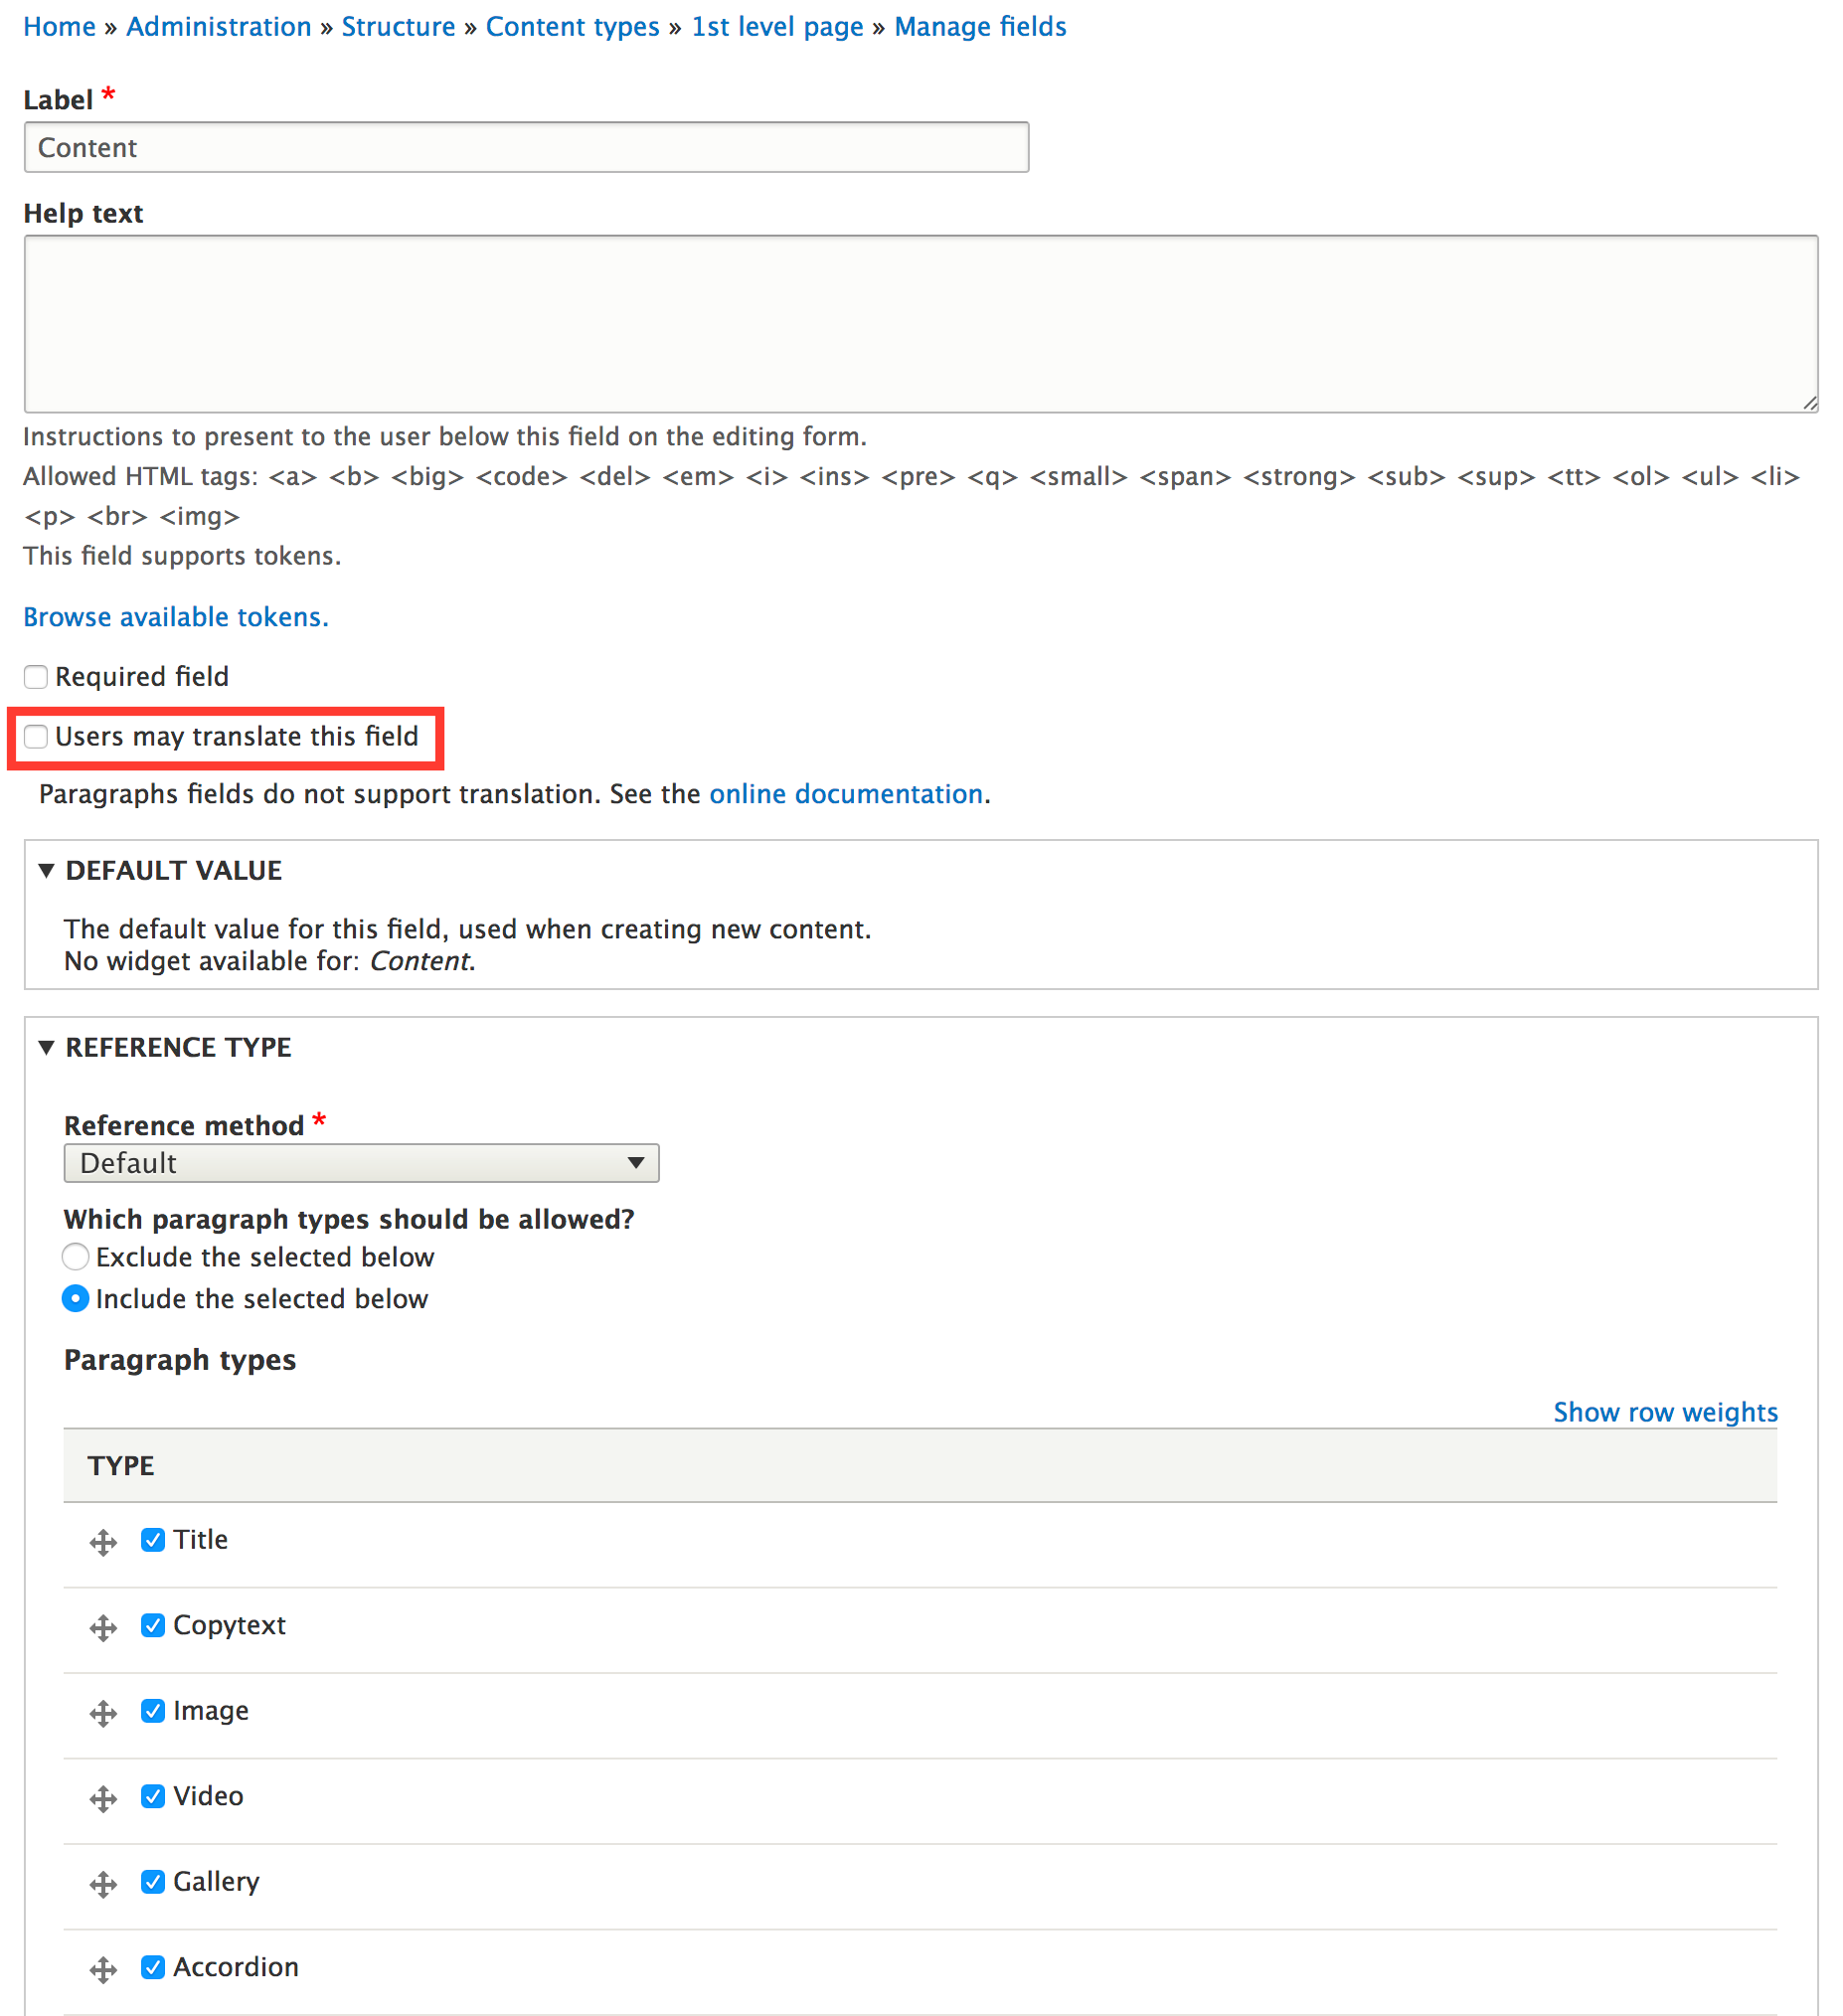 Home » Administration » Structure » Content types » 1st level page » Manage fields
Label *
Content
Help text
Instructions to present to the user below this field on the editing form.
Allowed HTML tags: <a> <b> <big> <code> <del> <em> <i> <ins> <pre> <q> <small> <span> <strong> <sub> <sup> <tt> <ol> <ul> <li>
<p> <br> <img>
This field supports tokens.
Browse available tokens.
Required field
Users may translate this field
Paragraphs fields do not support translation. See the online documentation.
DEFAULT VALUE
The default value for this field, used when creating new content.
No widget available for: Content.
REFERENCE TYPE
Reference method *
Default
Which paragraph types should be allowed?
Exclude the selected below
Include the selected below
Paragraph types
Show row weights
TYPE
Title
Copytext
Image
Video
Gallery
Accordion